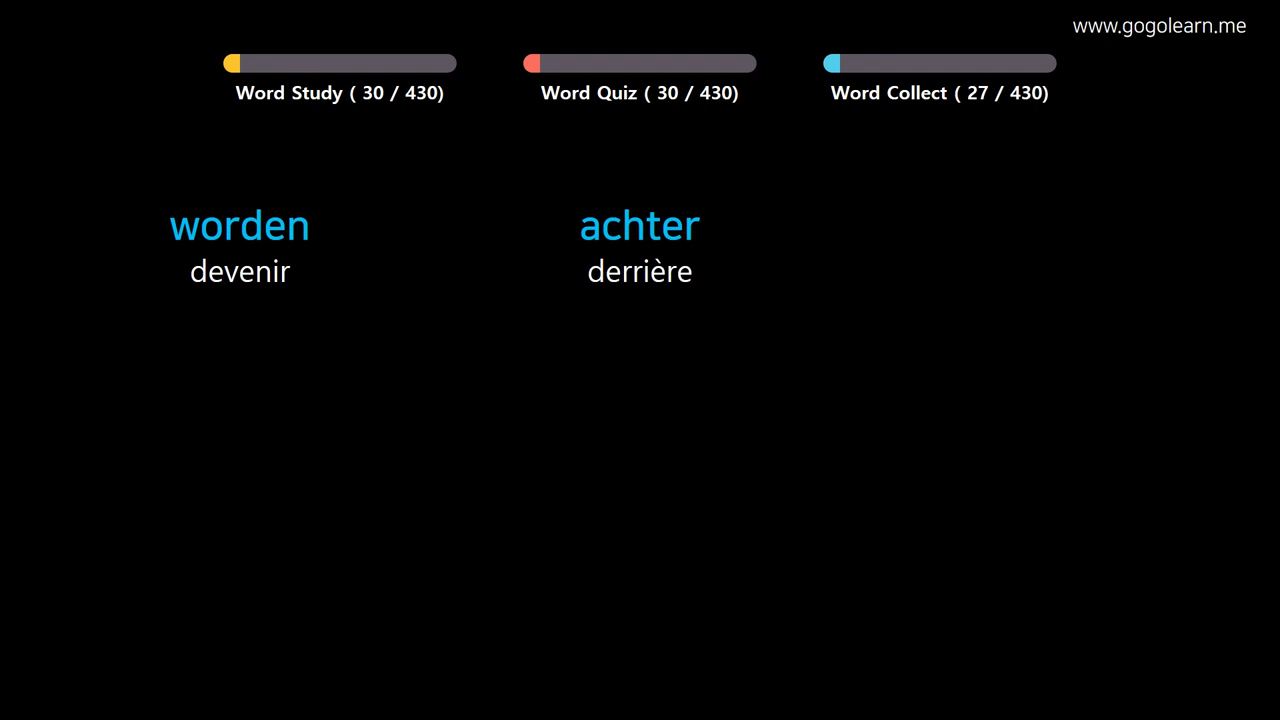 www.gogolearn.me
Word Study ( 30 / 430)
Word Quiz ( 30 / 430)
Word Collect ( 27 / 430)
worden
devenir
achter
derrière